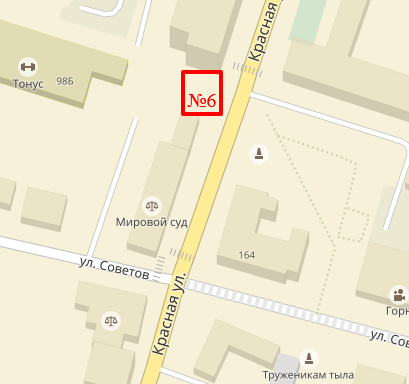 Красная
98Б
Тонус
№6
Мировой суд
164
ул. Советов
Красная ул.
Горн
ул. Сов
Труженикам тыла